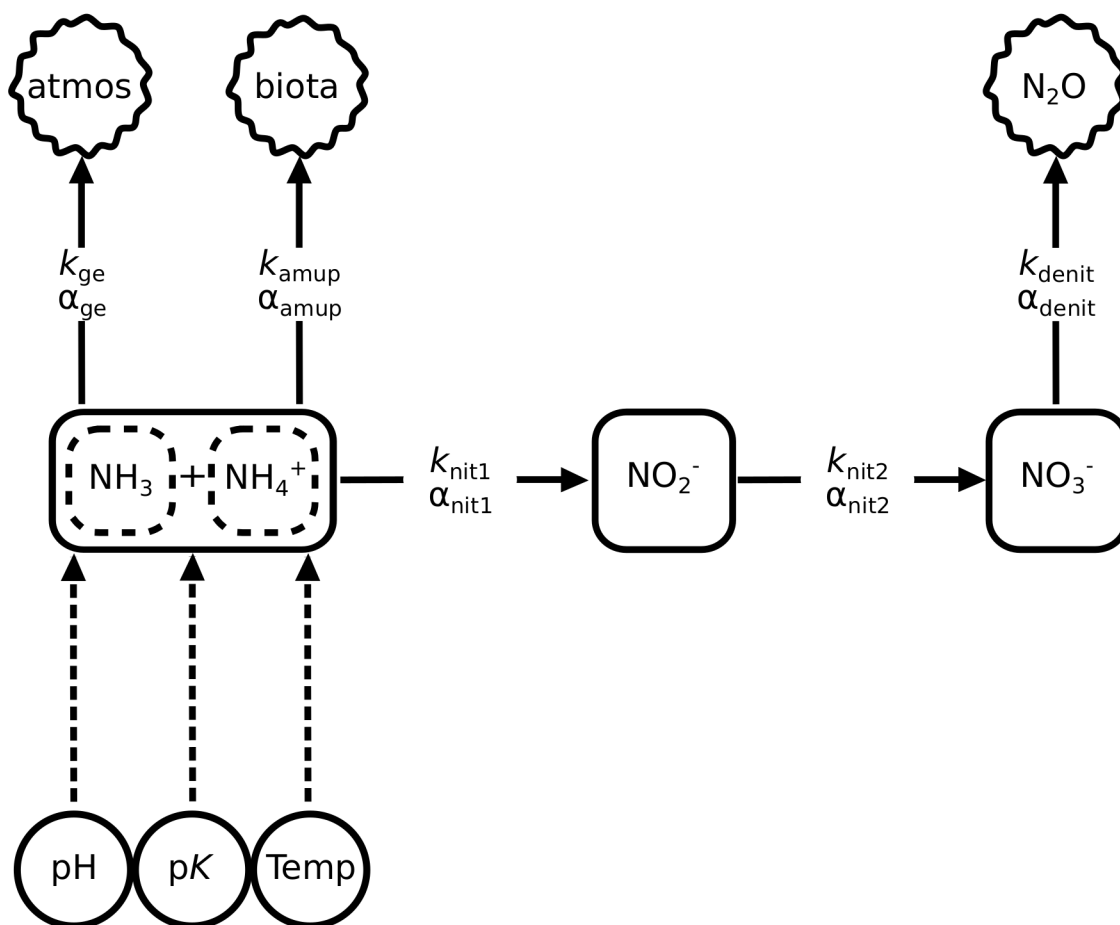 atmos
biota
N₂O
k_ge
α_ge
k_amup
α_amup
k_denit
α_denit
NH₃ + NH₄⁺
k_nit1
α_nit1
NO₂⁻
k_nit2
α_nit2
NO₃⁻
pH
pK
Temp